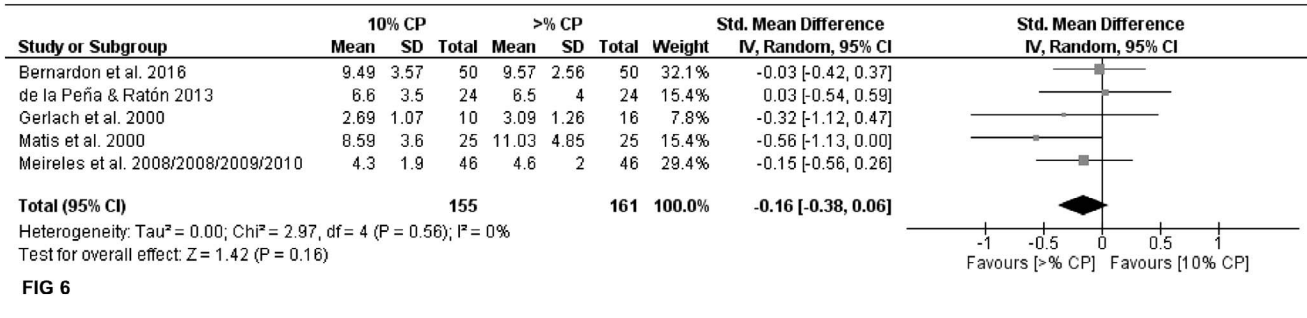 10% CP >% CP Std. Mean Difference Std. Mean Difference
Study or Subgroup Mean SD Total Mean SD Total Weight IV, Random, 95% CI IV, Random, 95% CI
Bernardon et al. 2016 9.49 3.57 50 9.57 2.56 50 32.1% -0.03 [-0.42, 0.37]
de la Peña & Ratón 2013 6.6 3.5 24 6.5 4 24 15.4% 0.03 [-0.54, 0.59]
Gerlach et al. 2000 2.69 1.07 10 3.09 1.26 16 7.8% -0.32 [-1.12, 0.47]
Matis et al. 2000 8.59 3.6 25 11.03 4.85 25 15.4% -0.56 [-1.13, 0.00]
Meireles et al. 2008/2008/2009/2010 4.3 1.9 46 4.6 2 46 29.4% -0.15 [-0.56, 0.26]
Total (95% CI) 155 161 100.0% -0.16 [-0.38, 0.06]
Heterogeneity: Tau² = 0.00; Chi² = 2.97, df = 4 (P = 0.56); I² = 0%
Test for overall effect: Z = 1.42 (P = 0.16)
-1 -0.5 0 0.5 1
Favours [>% CP] Favours [10% CP]
FIG 6